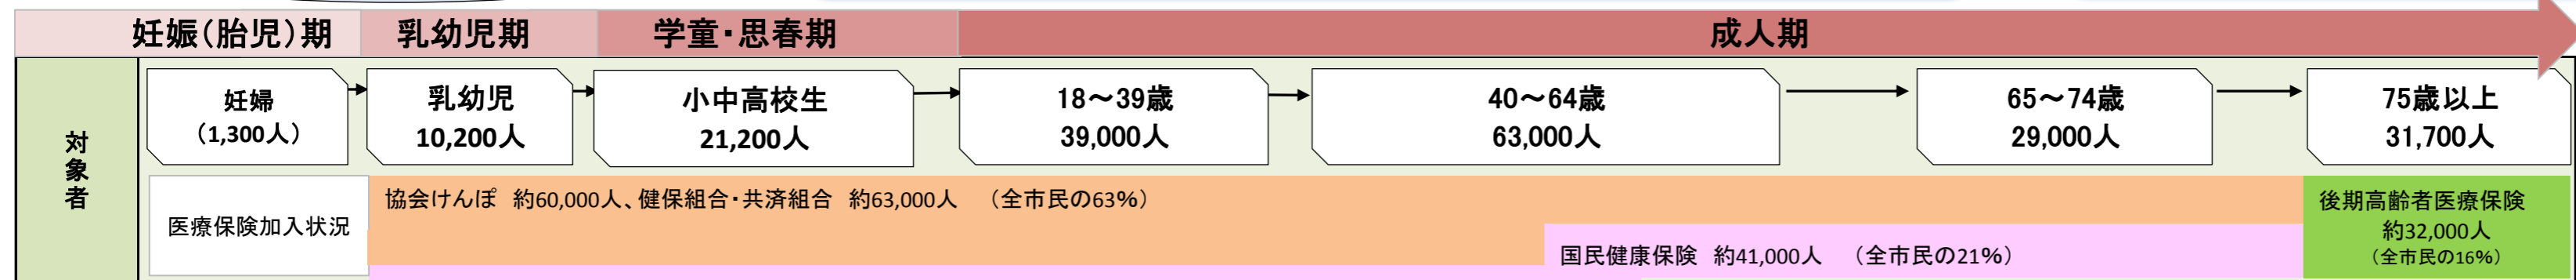 妊娠（胎児）期
乳幼児期
学童・思春期
成人期
対象者
妊婦
（1,300人）
乳幼児
10,200人
小中高校生
21,200人
18～39歳
39,000人
40～64歳
63,000人
65～74歳
29,000人
75歳以上
31,700人
医療保険加入状況
協会けんぽ 約60,000人、健保組合・共済組合 約63,000人 （全市民の63%）
国民健康保険 約41,000人 （全市民の21%）
後期高齢者医療保険
約32,000人
（全市民の16%）